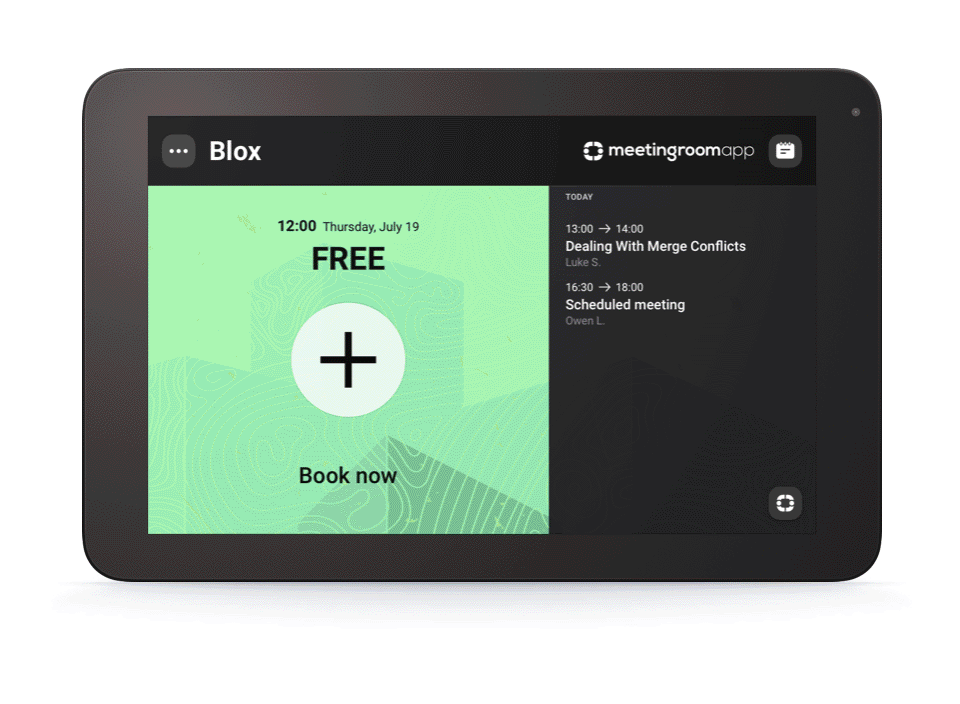 Blox
meetingroomapp
12:00 Thursday, July 19
FREE
Book now
TODAY
13:00 → 14:00
Dealing With Merge Conflicts
Luke S.
16:30 → 18:00
Scheduled meeting
Owen L.